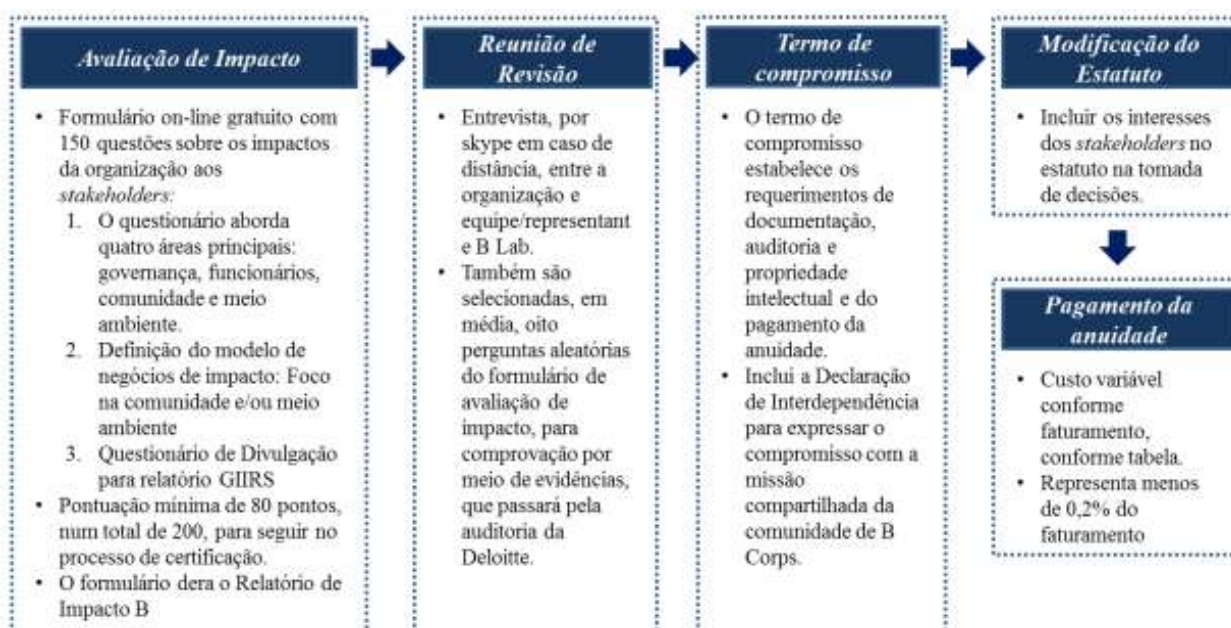 Avaliação de Impacto
• Formulário on-line gratuito com
150 questões sobre os impactos
da organização aos
stakeholders:
1. O questionário aborda
quatro áreas principais:
governança, funcionários,
comunidade e meio
ambiente.
2. Definição do modelo de
negócios de impacto: Foco
na comunidade e/ou meio
ambiente
3. Questionário de Divulgação
para relatório GIIRS
• Pontuação mínima de 80 pontos,
num total de 200, para seguir no
processo de certificação.
• O formulário dera o Relatório de
Impacto B
Reunião de
Revisão
• Entrevista, por
skype em caso de
distância, entre a
organização e
equipe/representant
e B Lab.
• Também são
selecionadas, em
média, oito
perguntas aleatórias
do formulário de
avaliação de
impacto, para
comprovação por
meio de evidências,
que passará pela
auditoria da
Deloitte.
Termo de
compromisso
• O termo de
compromisso
estabelece os
requerimentos de
documentação,
auditoria e
propriedade
intelectual e do
pagamento da
anuidade.
• Inclui a Declaração
de Interdependência
para expressar o
compromisso com a
missão
compartilhada da
comunidade de B
Corps.
Modificação do
Estatuto
• Incluir os interesses
dos stakeholders no
estatuto na tomada
de decisões.
Pagamento da
anuidade
• Custo variável
conforme
faturamento,
conforme tabela.
• Representa menos
de 0,2% do
faturamento